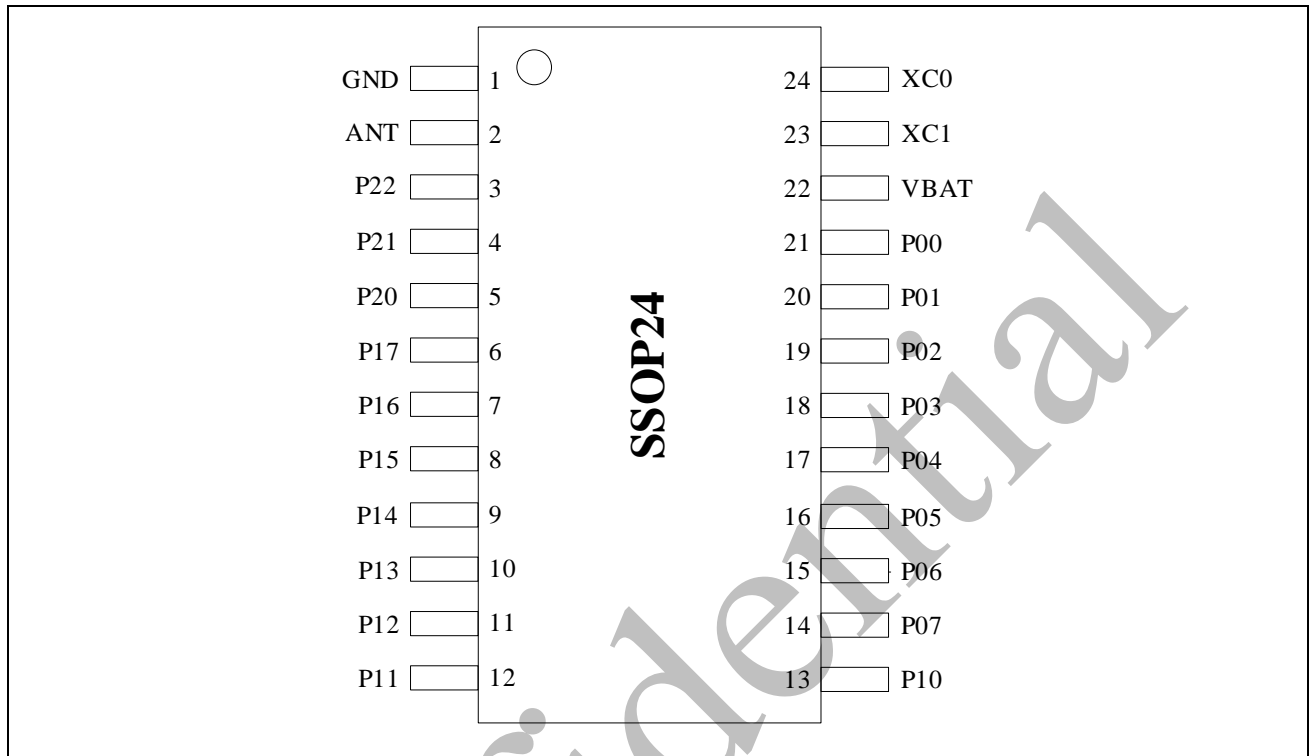 GND 1 24 XC0
ANT 2 23 XC1
P22 3 22 VBAT
P21 4 21 P00
P20 5 20 P01
P17 6 19 P02
P16 7 18 P03
P15 8 17 P04
P14 9 16 P05
P13 10 15 P06
P12 11 14 P07
P11 12 13 P10
SSOP24
fidential